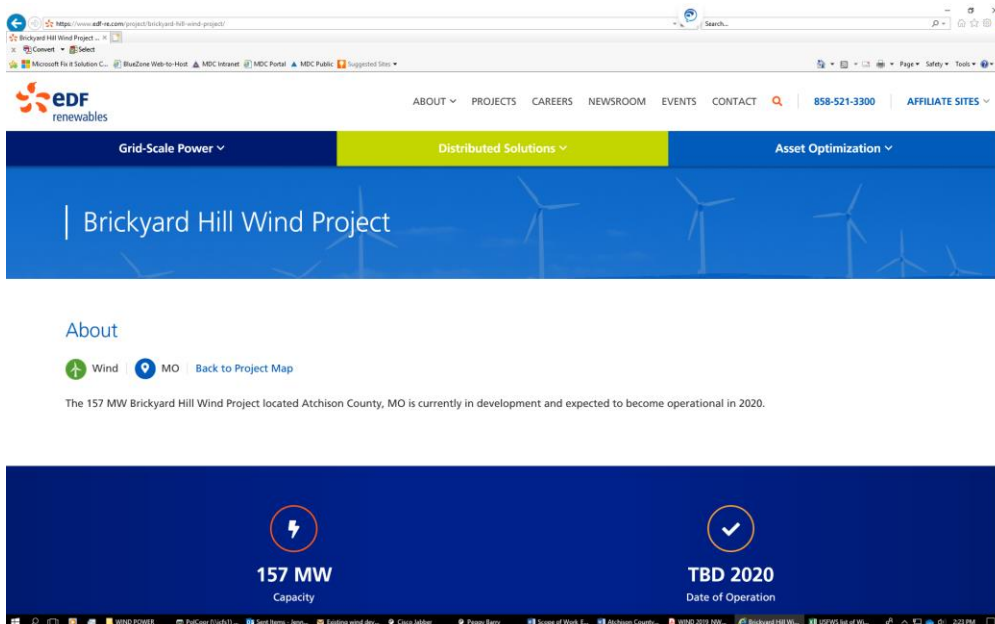 https://www.edf-re.com/project/brickyard-hill-wind-project/
Search...
Brickyard Hill Wind Project ...
x Convert Select
Microsoft Fix it Solution C... BlueZone Web-to-Host MDC Intranet MDC Portal MDC Public Suggested Sites
Page Safety Tools
edf
renewables
ABOUT PROJECTS CAREERS NEWSROOM EVENTS CONTACT 858-521-3300 AFFILIATE SITES
Grid-Scale Power Distributed Solutions Asset Optimization
Brickyard Hill Wind Project
About
Wind MO Back to Project Map
The 157 MW Brickyard Hill Wind Project located Atchison County, MO is currently in development and expected to become operational in 2020.
157 MW TBD 2020
Capacity Date of Operation
WIND POWER PolCoor (\\icfs1) ... Sent Items - Jenn... Existing wind dev... Cisco Jabber Peggy Barry Scope of Work E... Atchison County... WIND 2019 NW... Brickyard Hill Wi... USFWS list of Wi... 2:23 PM